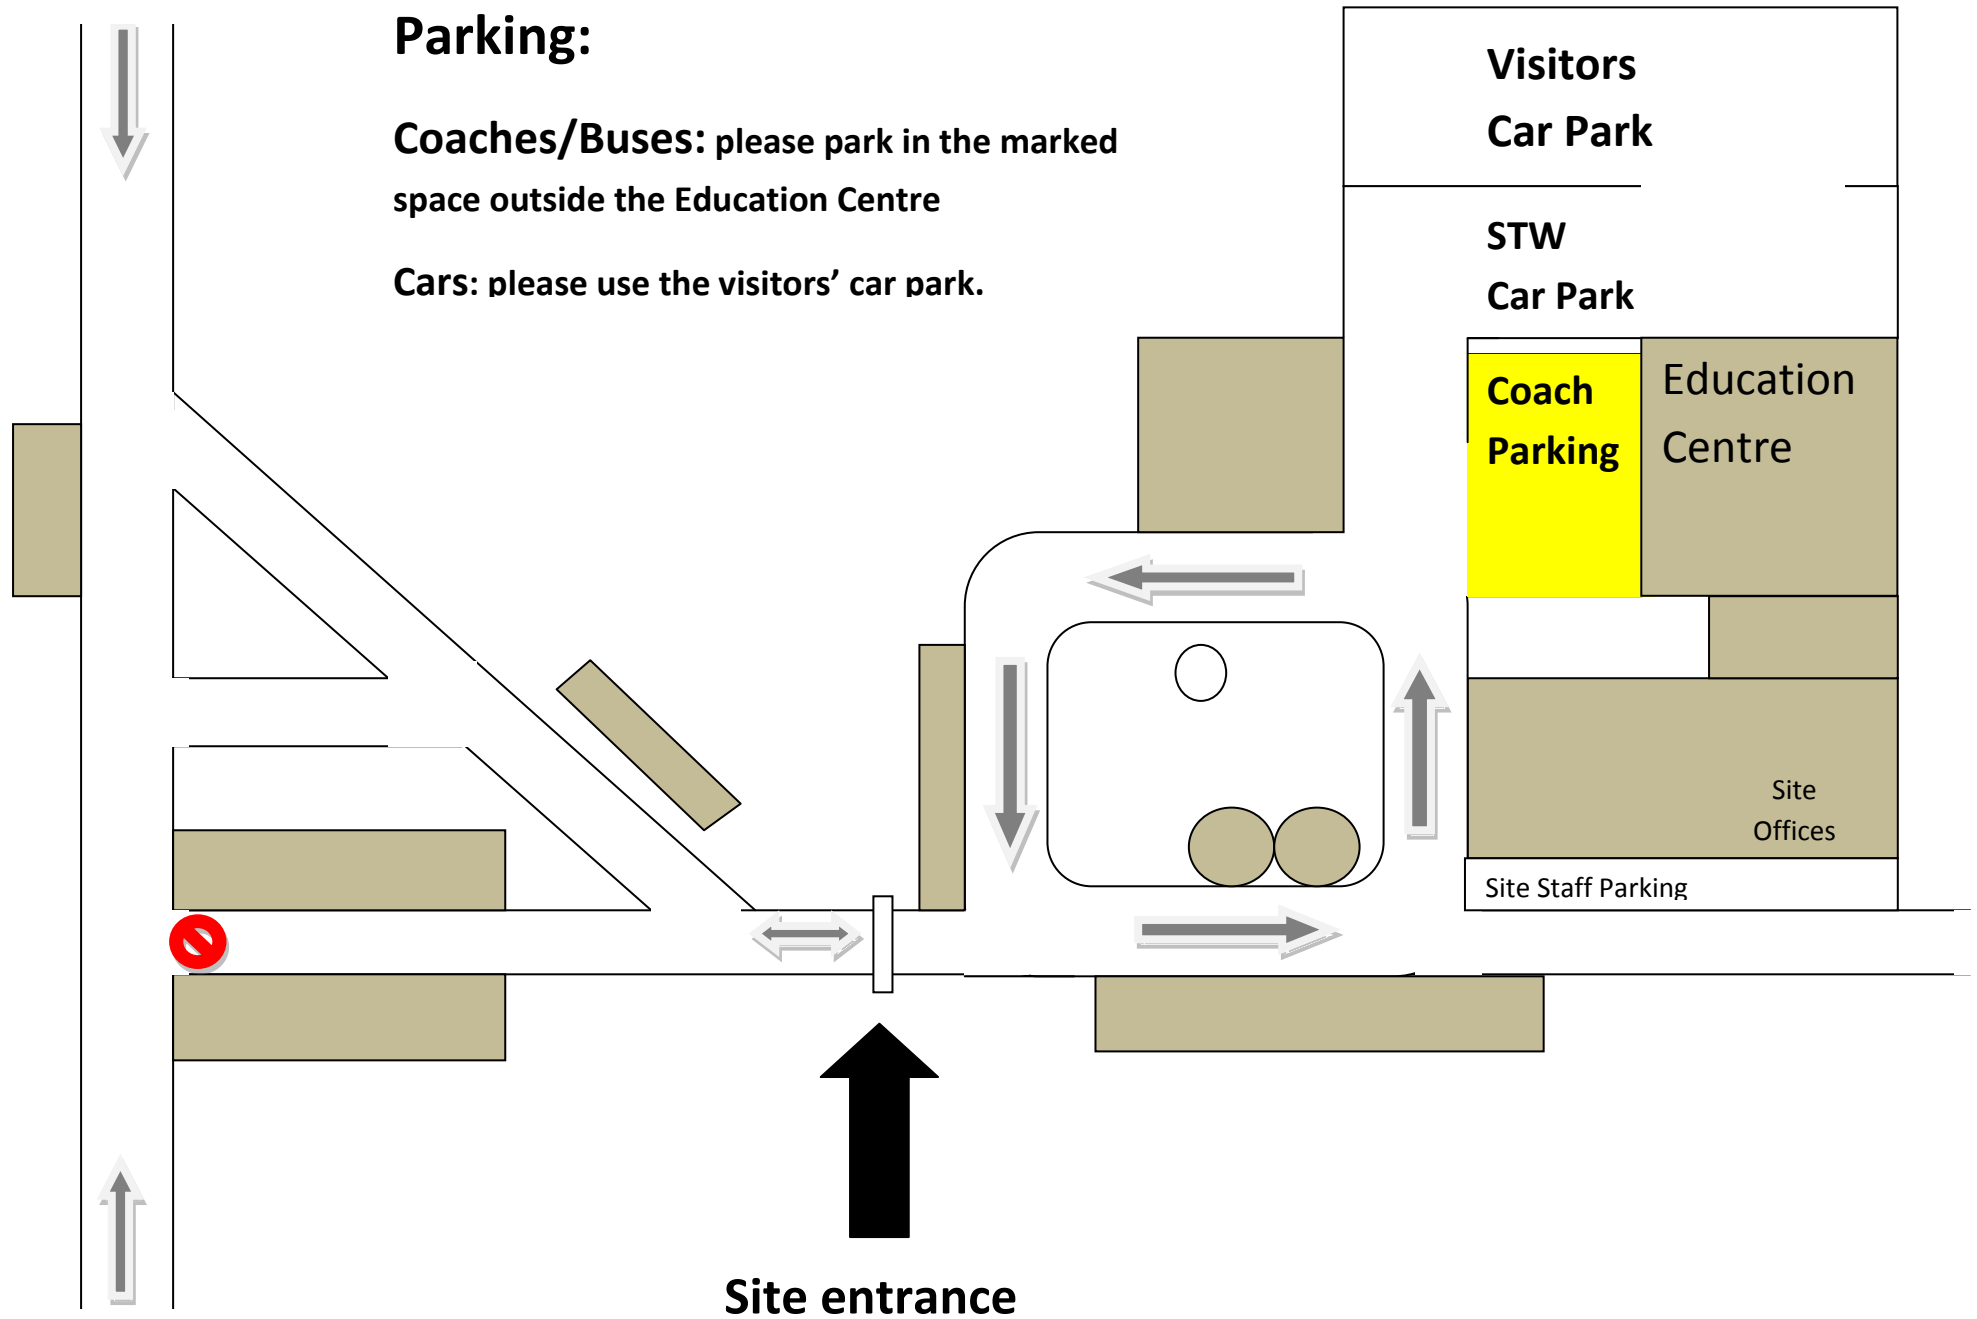 Parking:
Coaches/Buses: please park in the marked
space outside the Education Centre
Cars: please use the visitors’ car park.
Visitors
Car Park
STW
Car Park
Coach
Parking
Education
Centre
Site
Offices
Site Staff Parking
Site entrance